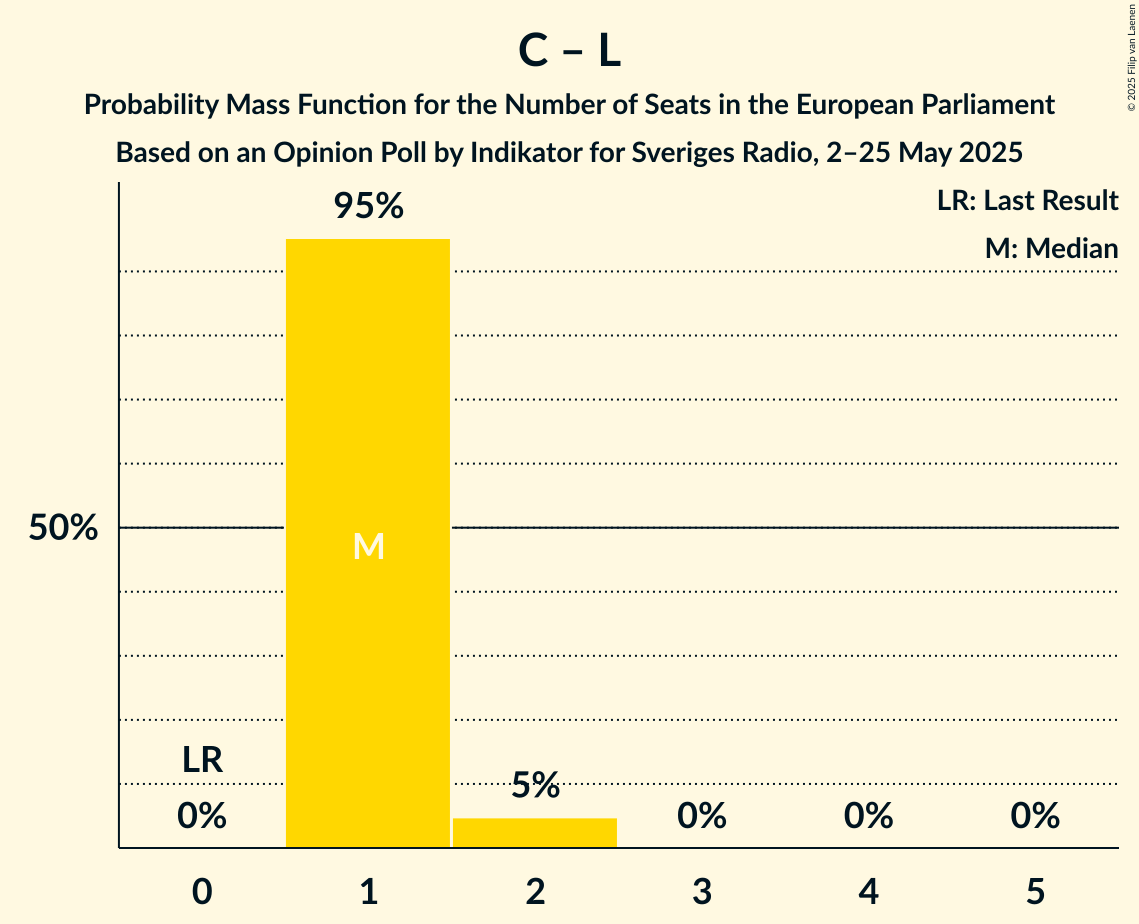 C – L
Probability Mass Function for the Number of Seats in the European Parliament
Based on an Opinion Poll by Indikator for Sveriges Radio, 2–25 May 2025
© 2025 Filip van Laenen
LR: Last Result
M: Median
95%
50%
M
LR
0%
5%
0%
0%
0%
0 1 2 3 4 5